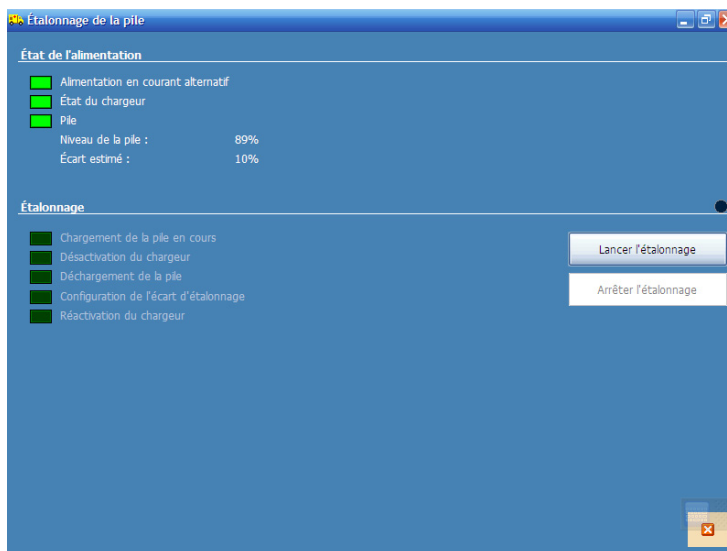 Étalonnage de la pile
État de l'alimentation
Alimentation en courant alternatif
État du chargeur
Pile
Niveau de la pile : 89%
Écart estimé : 10%
Étalonnage
Chargement de la pile en cours
Désactivation du chargeur
Déchargement de la pile
Configuration de l'écart d'étalonnage
Réactivation du chargeur
Lancer l'étalonnage
Arrêter l'étalonnage